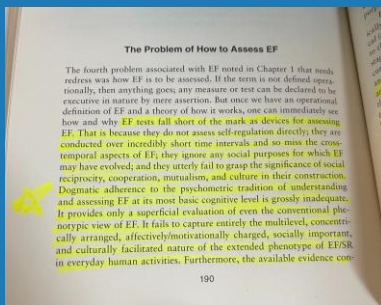 The Problem of How to Assess EF
The fourth problem associated with EF noted in Chapter 1 that needs
redress was how EF is to be assessed. If the term is not defined opera-
tionally, then anything goes; any measure or test can be declared to be
executive in nature by mere assertion. But once we have an operational
definition of EF and a theory of how it works, one can immediately see
how and why EF tests fall short of the mark as devices for assessing
EF. That is because they do not assess self-regulation directly; they are
conducted over incredibly short time intervals and so miss the cross-
temporal aspects of EF; they ignore any social purposes for which EF
may have evolved; and they utterly fail to grasp the significance of social
reciprocity, cooperation, mutualism, and culture in their construction.
Dogmatic adherence to the psychometric tradition of understanding
and assessing EF at its most basic cognitive level is grossly inadequate.
It provides only a superficial evaluation of even the conventional phe-
notypic view of EF. It fails to capture entirely the multilevel, concentri-
cally arranged, affectively/motivationally charged, socially important,
and culturally facilitated nature of the extended phenotype of EF/SR
in everyday human activities. Furthermore, the available evidence con-
190